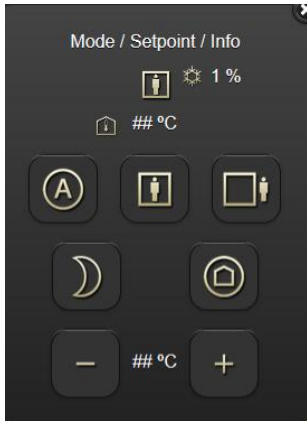 Mode / Setpoint / Info
1 %
## ºC
A
− ## ºC +